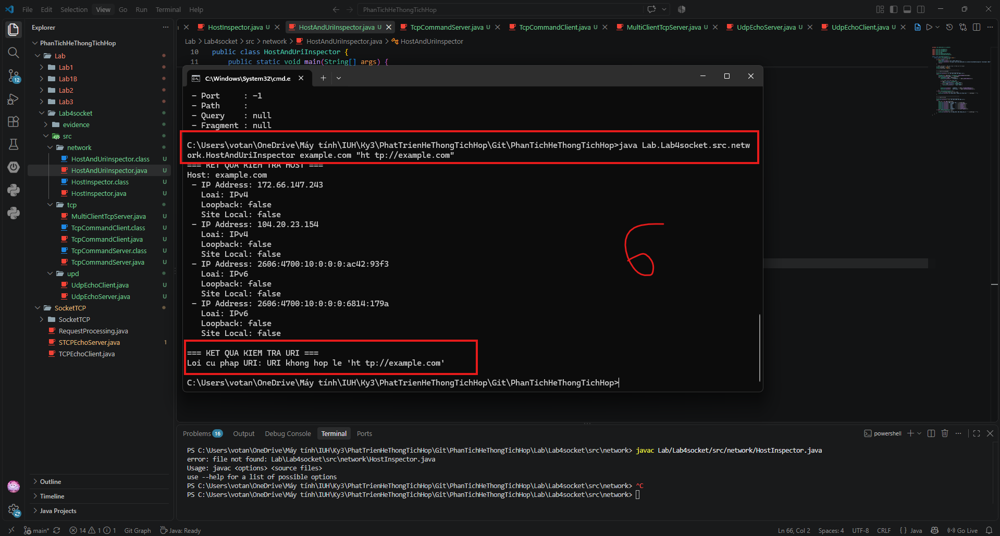 File Edit Selection View Go Run Terminal Help
PhanTichHeThongTichHop
Explorer
PhanTichHeThongTichHop
Lab
Lab1
Lab1B
Lab2
Lab3
Lab4socket
evidence
src
network
HostAndUriInspector.class U
HostAndUriInspector.java U
HostInspector.class U
HostInspector.java U
tcp
MultiClientTcpServer.java U
TcpCommandClient.class U
TcpCommandClient.java U
TcpCommandServer.class U
TcpCommandServer.java U
upd
UdpEchoClient.java U
UdpEchoServer.java U
SocketTCP
SocketTCP
RequestProcessing.java
STCPEchoServer.java 1
TCPEchoClient.java
Outline
Timeline
Java Projects
12
HostInspector.java U HostAndUriInspector.java U TcpCommandServer.java U TcpCommandClient.java U MultiClientTcpServer.java U UdpEchoServer.java U UdpEchoClient.java U
Lab > Lab4socket > src > network > HostAndUriInspector.java > HostAndUriInspector
10 public class HostAndUriInspector {
11 public static void main(String[] args) {
C:\Windows\System32\cmd.e
- Port : -1
- Path :
- Query : null
- Fragment : null
C:\Users\votan\OneDrive\Máy tính\IUH\Ky3\PhatTrienHeThongTichHop\Git\PhanTichHeThongTichHop>java Lab.Lab4socket.src.netw
ork.HostAndUriInspector example.com "ht tp://example.com"
=== KET QUA KIEM TRA HOST ===
Host: example.com
- IP Address: 172.66.147.243
Loai: IPv4
Loopback: false
Site Local: false
- IP Address: 104.20.23.154
Loai: IPv4
Loopback: false
Site Local: false
- IP Address: 2606:4700:10:0:0:0:ac42:93f3
Loai: IPv6
Loopback: false
Site Local: false
- IP Address: 2606:4700:10:0:0:0:6814:179a
Loai: IPv6
Loopback: false
Site Local: false
=== KET QUA KIEM TRA URI ===
Loi cu phap URI: URI khong hop le 'ht tp://example.com'
C:\Users\votan\OneDrive\Máy tính\IUH\Ky3\PhatTrienHeThongTichHop\Git\PhanTichHeThongTichHop>
6
Problems 16 Output Debug Console Terminal Ports
powershell
PS C:\Users\votan\OneDrive\Máy tính\IUH\Ky3\PhatTrienHeThongTichHop\Git\PhanTichHeThongTichHop\Lab\Lab4socket\src\network> javac Lab/Lab4socket/src/network/HostInspector.java
error: file not found: Lab\Lab4socket\src\network\HostInspector.java
Usage: javac <options> <source files>
use --help for a list of possible options
PS C:\Users\votan\OneDrive\Máy tính\IUH\Ky3\PhatTrienHeThongTichHop\Git\PhanTichHeThongTichHop\Lab\Lab4socket\src\network> ^C
PS C:\Users\votan\OneDrive\Máy tính\IUH\Ky3\PhatTrienHeThongTichHop\Git\PhanTichHeThongTichHop\Lab\Lab4socket\src\network>
main* 14 1 1 Git Graph Java: Ready Ln 66, Col 2 Spaces: 4 UTF-8 CRLF {} Java Go Live